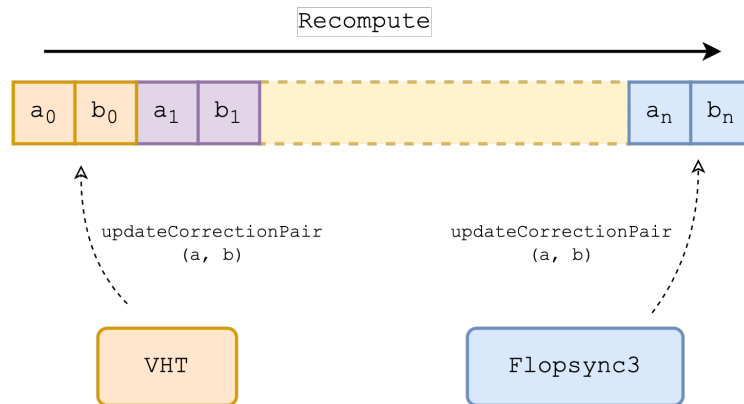 Recompute
a₀ b₀ a₁ b₁ aₙ bₙ
updateCorrectionPair
(a, b)
updateCorrectionPair
(a, b)
VHT
Flopsync3